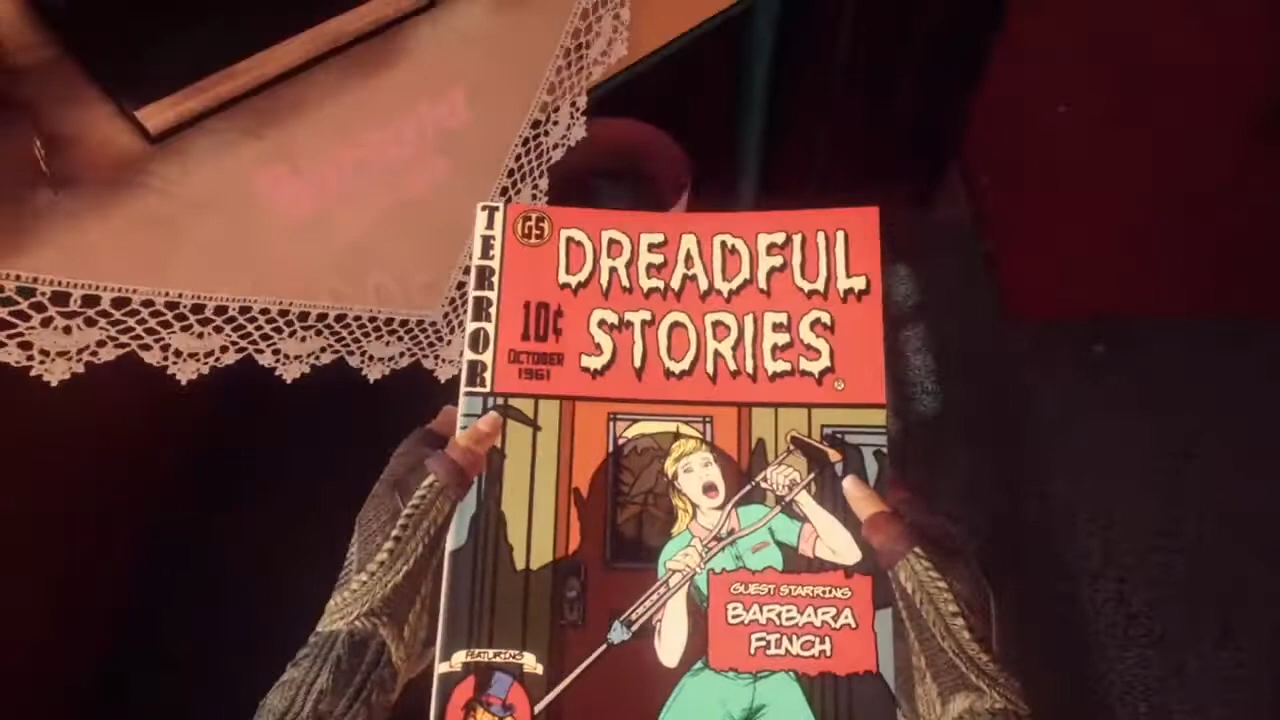 TERROR
GS
DREADFUL
STORIES
10¢
OCTOBER
1961
®
GUEST STARRING
BARBARA
FINCH
FEATURING